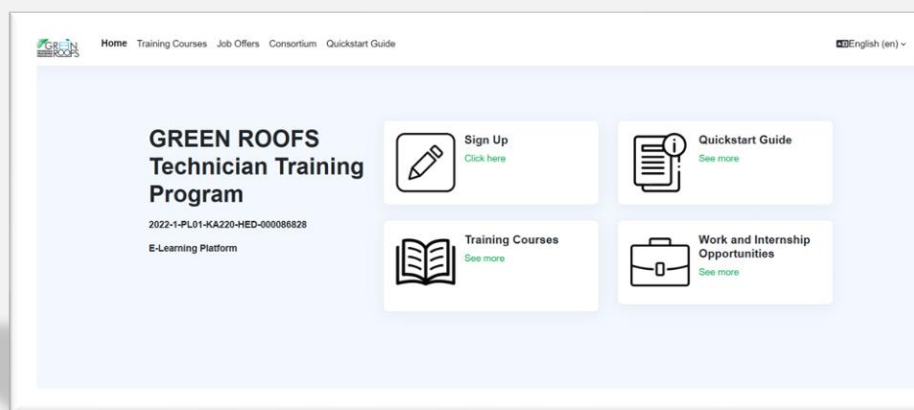 GREEN
ROOFS
Home Training Courses Job Offers Consortium Quickstart Guide
English (en)
GREEN ROOFS
Technician Training
Program
2022-1-PL01-KA220-HED-000086828
E-Learning Platform
Sign Up
Click here
Quickstart Guide
See more
Training Courses
See more
Work and Internship
Opportunities
See more